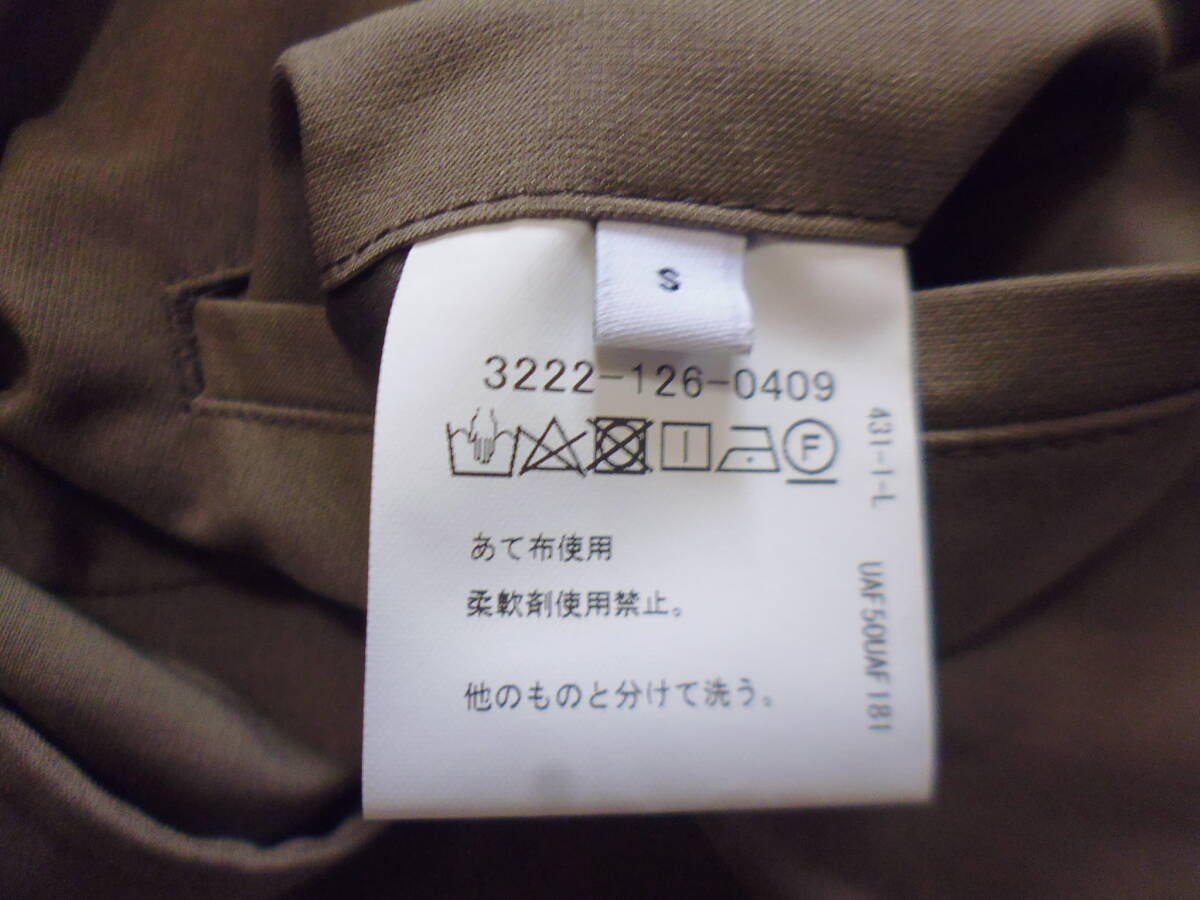 S
3222-126-0409
F
あて布使用
柔軟剤使用禁止。
他のものと分けて洗う。
431-1-L
UAF50UAF181